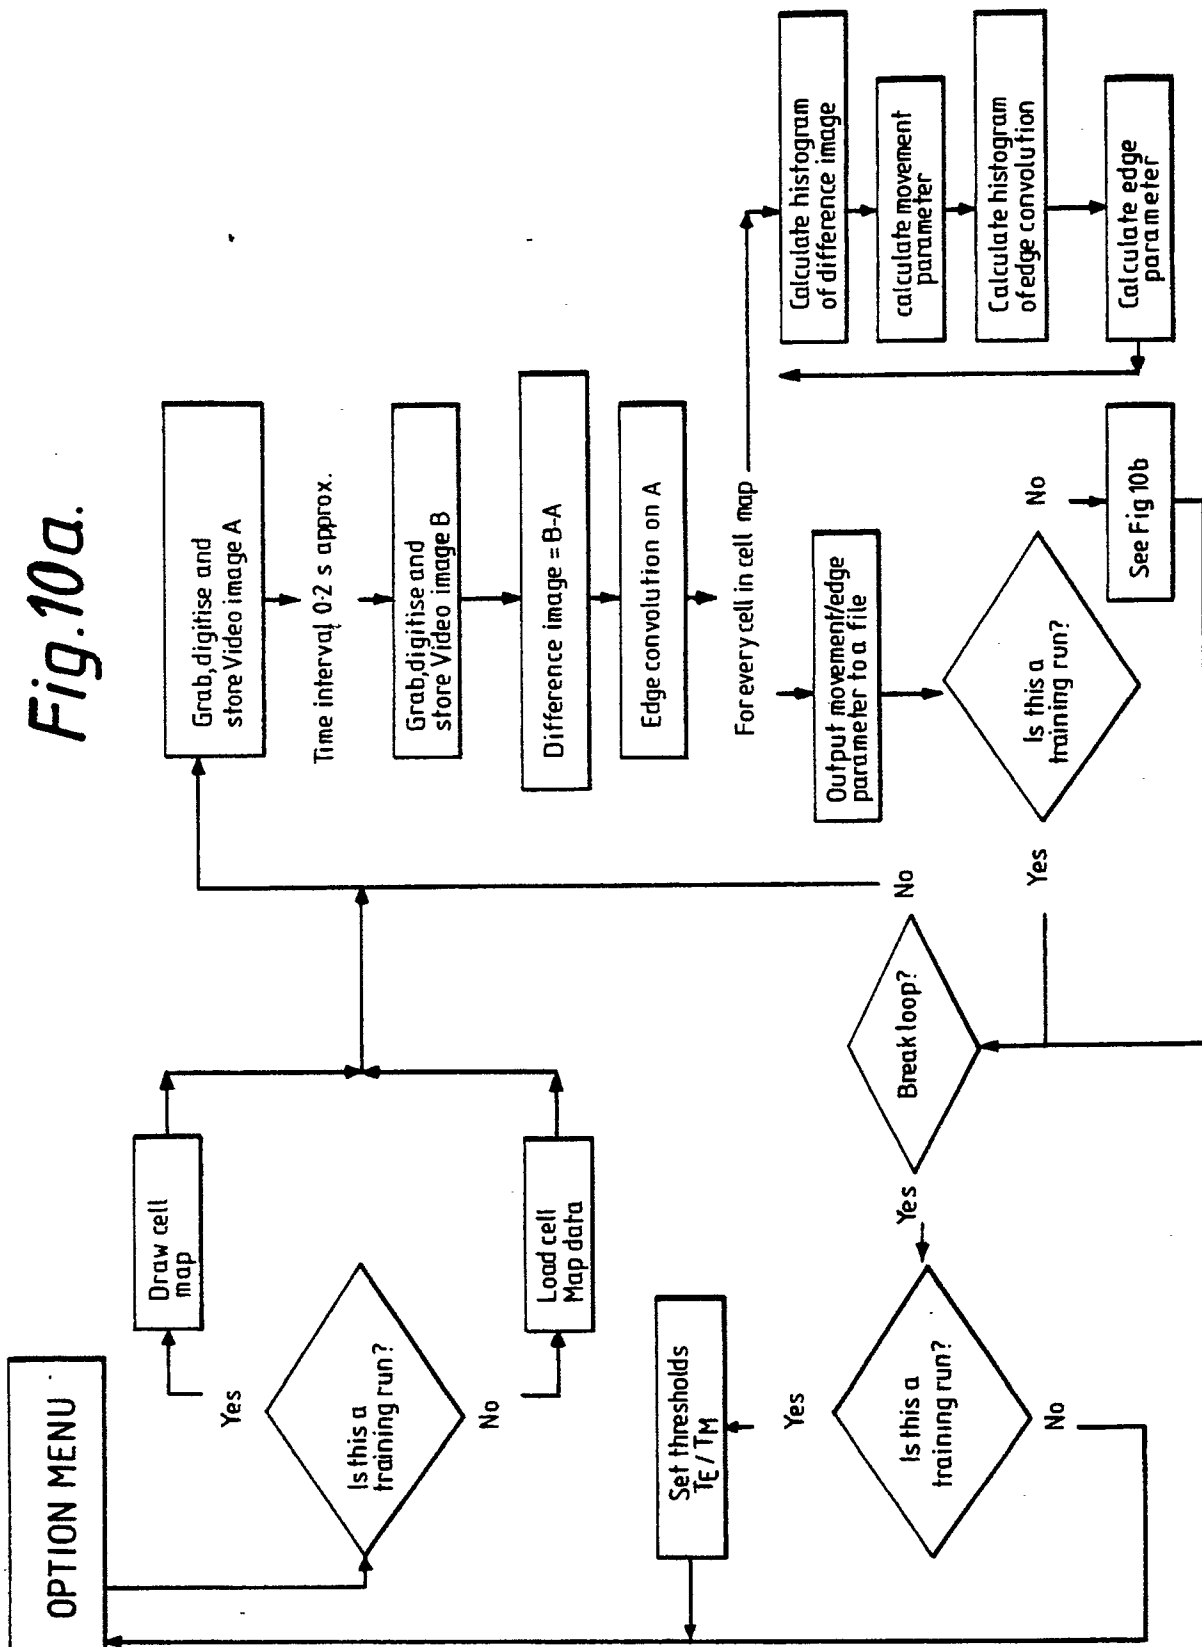 Fig.10a.
OPTION MENU
Is this a
training run?
Yes
No
Draw cell
map
Load cell
Map data
Grab,digitise and
store Video image A
Time interval 0·2 s approx.
Grab,digitise and
store Video image B
Difference image = B-A
Edge convolution on A
For every cell in cell map
Calculate histogram
of difference image
calculate movement
parameter
Calculate histogram
of edge convolution
Calculate edge
parameter
Output movement/edge
parameter to a file
Is this a
training run?
No
Yes
See Fig 10b
Break loop?
No
Yes
Is this a
training run?
Yes
No
Set thresholds
TE / TM